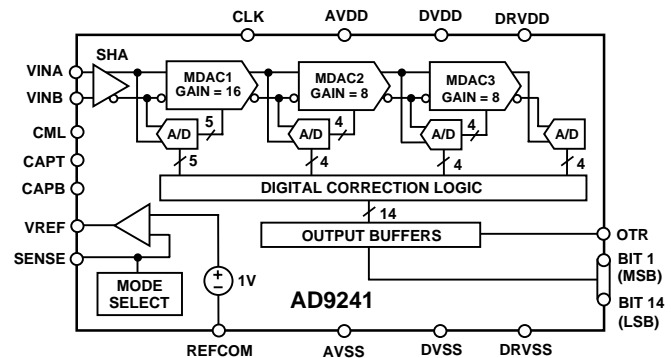 CLK
AVDD
DVDD
DRVDD
SHA
VINA
VINB
MDAC1
GAIN = 16
MDAC2
GAIN = 8
MDAC3
GAIN = 8
5
4
4
CML
A/D
A/D
A/D
A/D
CAPT
5
4
4
4
CAPB
DIGITAL CORRECTION LOGIC
14
VREF
OUTPUT BUFFERS
OTR
SENSE
BIT 1
(MSB)
MODE
SELECT
1V
AD9241
BIT 14
(LSB)
REFCOM
AVSS
DVSS
DRVSS